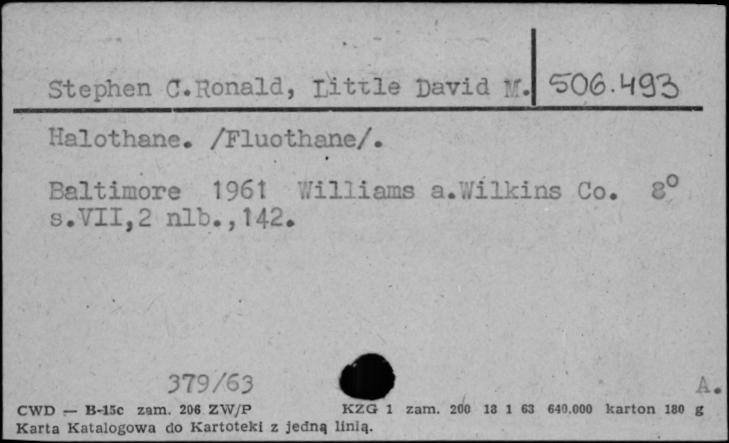 Stephen C.Ronald, Little David M. 506.493
Halothane. /Fluothane/.
Baltimore 1961 Williams a.Wilkins Co. 8°
s.VII,2 nlb.,142.
379/63 A.
CWD — B-15c zam. 206 ZW/P KZG 1 zam. 200 18 1 63 640.000 karton 180 g
Karta Katalogowa do Kartoteki z jedną linią.